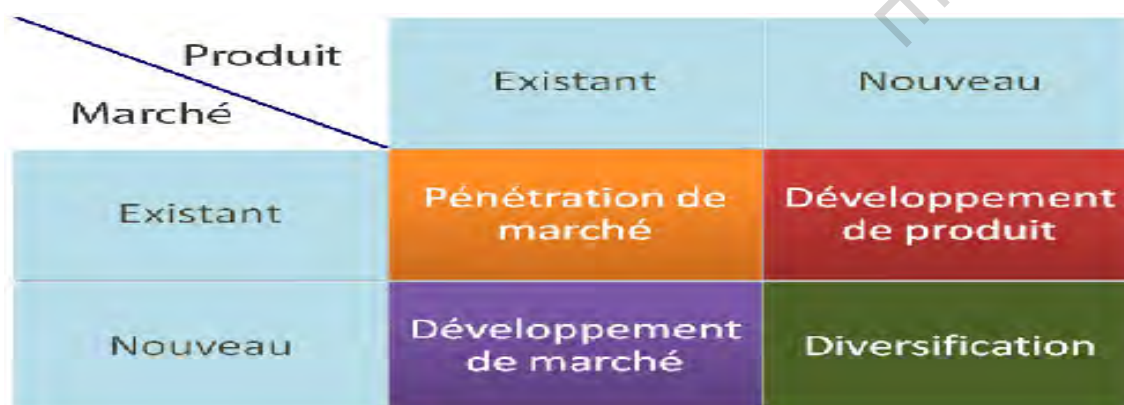 Produit
Marché
Existant
Nouveau
Existant
Pénétration de
marché
Développement
de produit
Nouveau
Développement
de marché
Diversification